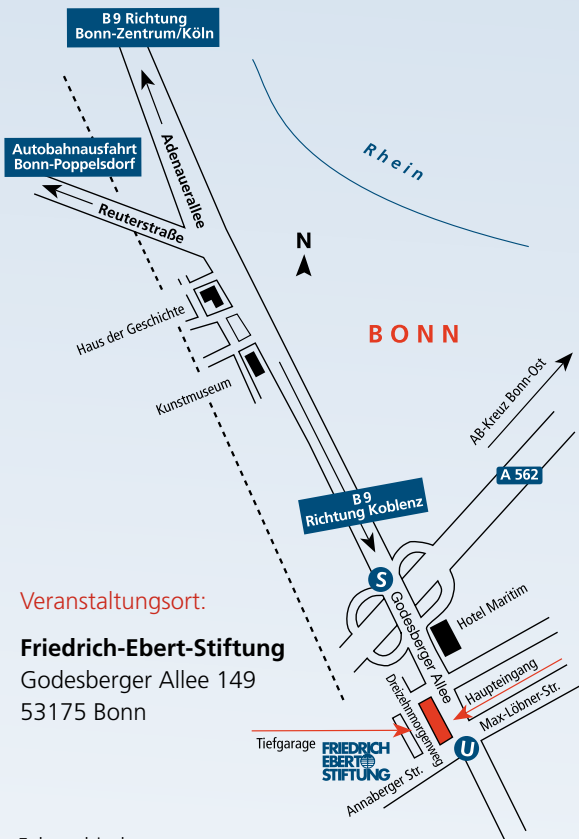 B 9 Richtung
Bonn-Zentrum/Köln
Autobahnausfahrt
Bonn-Poppelsdorf
Adenauerallee
Reuterstraße
Rhein
N
BONN
Haus der Geschichte
Kunstmuseum
AB-Kreuz Bonn-Ost
A 562
B 9
Richtung Koblenz
S
Godesberger Allee
Hotel Maritim
Veranstaltungsort:
Friedrich-Ebert-Stiftung
Godesberger Allee 149
53175 Bonn
Haupteingang
Max-Löbner-Str.
Dreizehnmorgenweg
Tiefgarage
FRIEDRICH
EBERT
STIFTUNG
U
Annaberger Str.